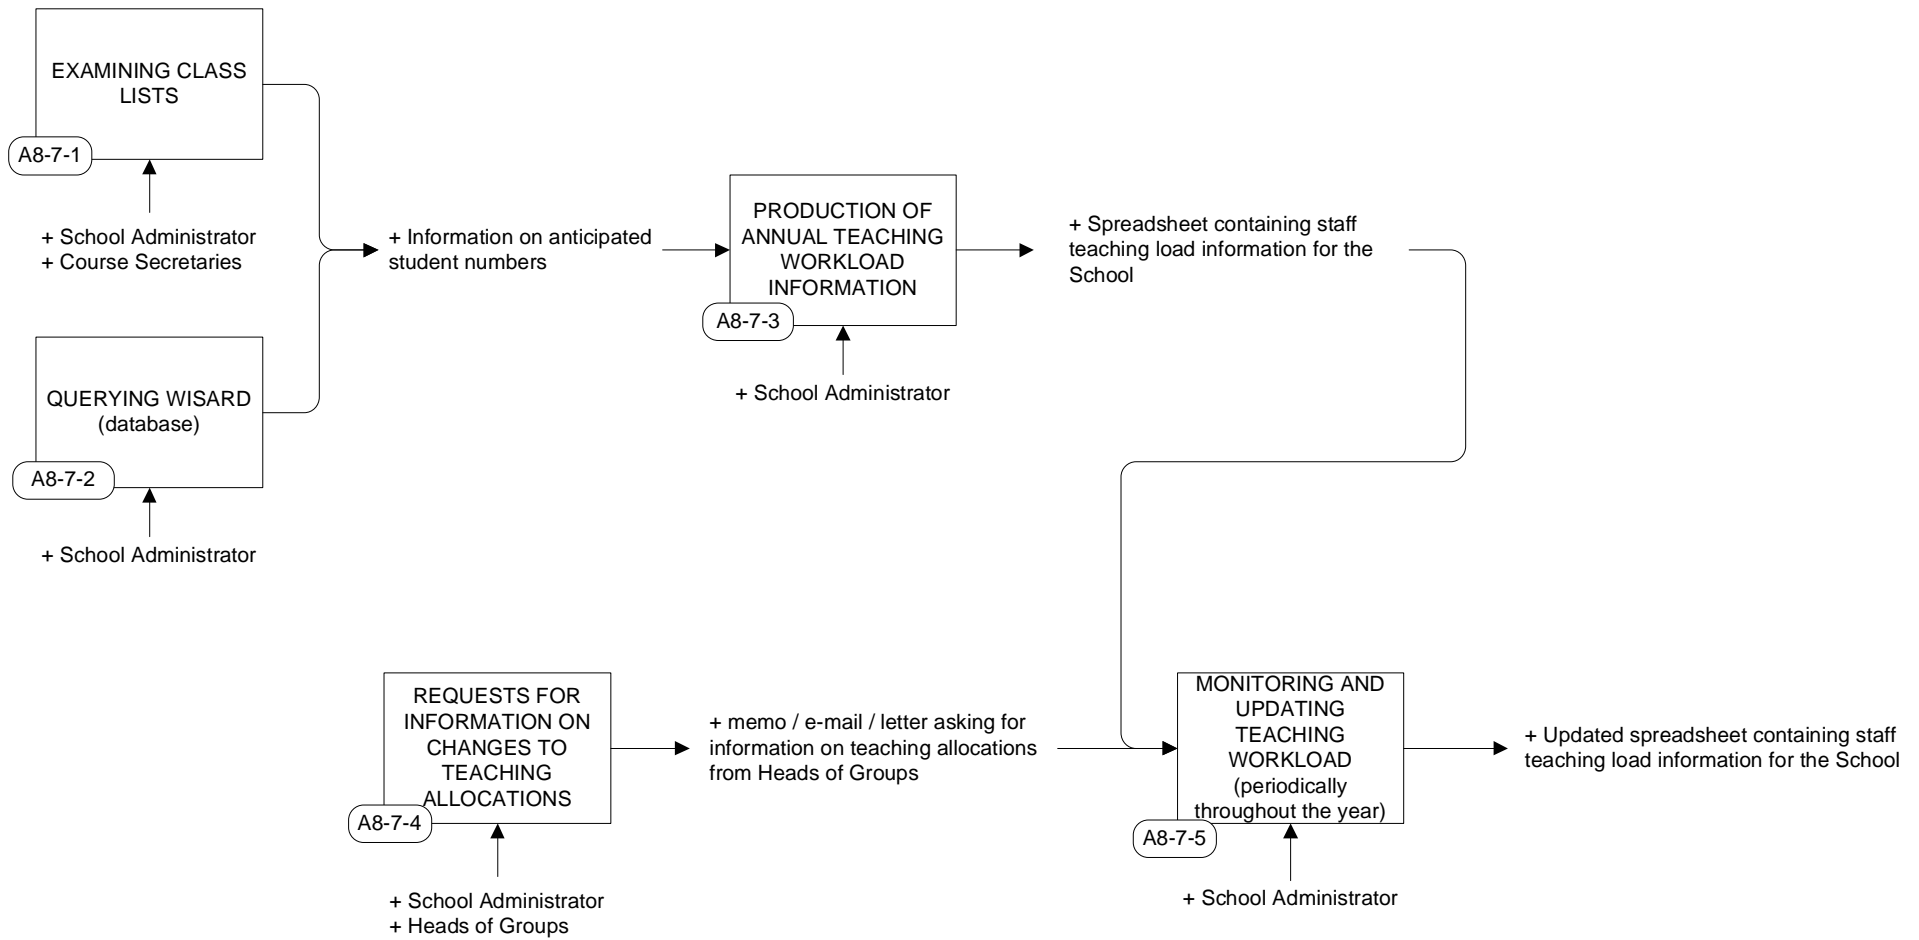 EXAMINING CLASS
LISTS
A8-7-1
+ School Administrator
+ Course Secretaries
QUERYING WISARD
(database)
A8-7-2
+ School Administrator
+ Information on anticipated
student numbers
PRODUCTION OF
ANNUAL TEACHING
WORKLOAD
INFORMATION
A8-7-3
+ School Administrator
+ Spreadsheet containing staff
teaching load information for the
School
REQUESTS FOR
INFORMATION ON
CHANGES TO
TEACHING
ALLOCATIONS
A8-7-4
+ School Administrator
+ Heads of Groups
+ memo / e-mail / letter asking for
information on teaching allocations
from Heads of Groups
MONITORING AND
UPDATING
TEACHING
WORKLOAD
(periodically
throughout the year)
A8-7-5
+ School Administrator
+ Updated spreadsheet containing staff
teaching load information for the School